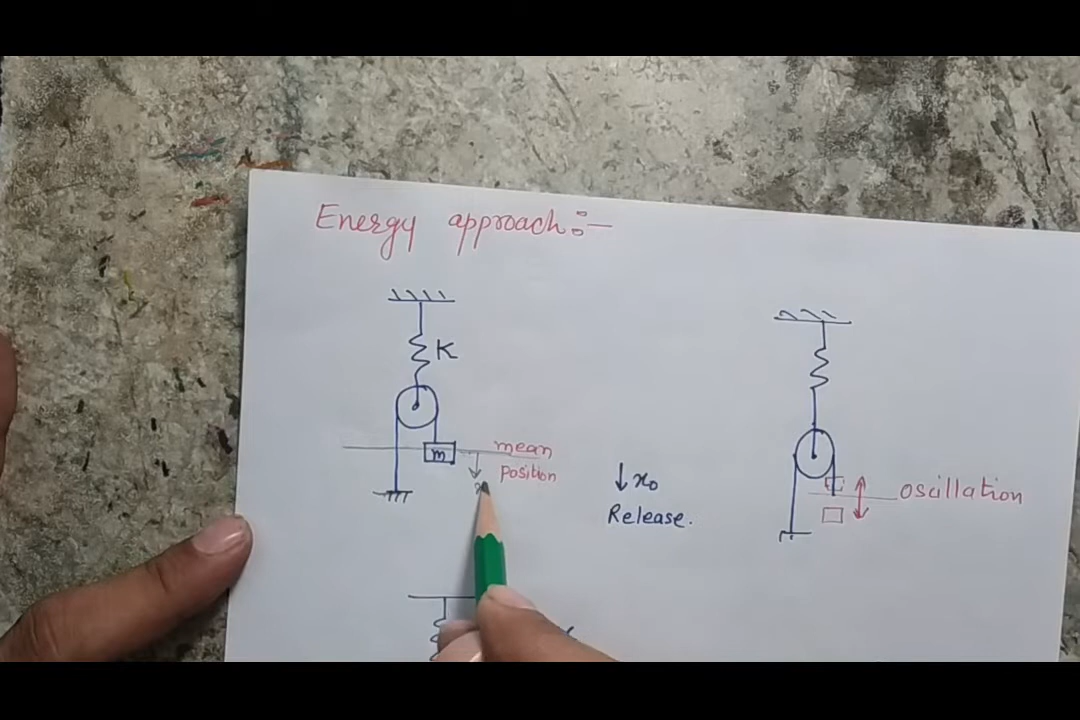 Energy approach:-
K
m
mean
position
↓ x₀
Release.
oscillation